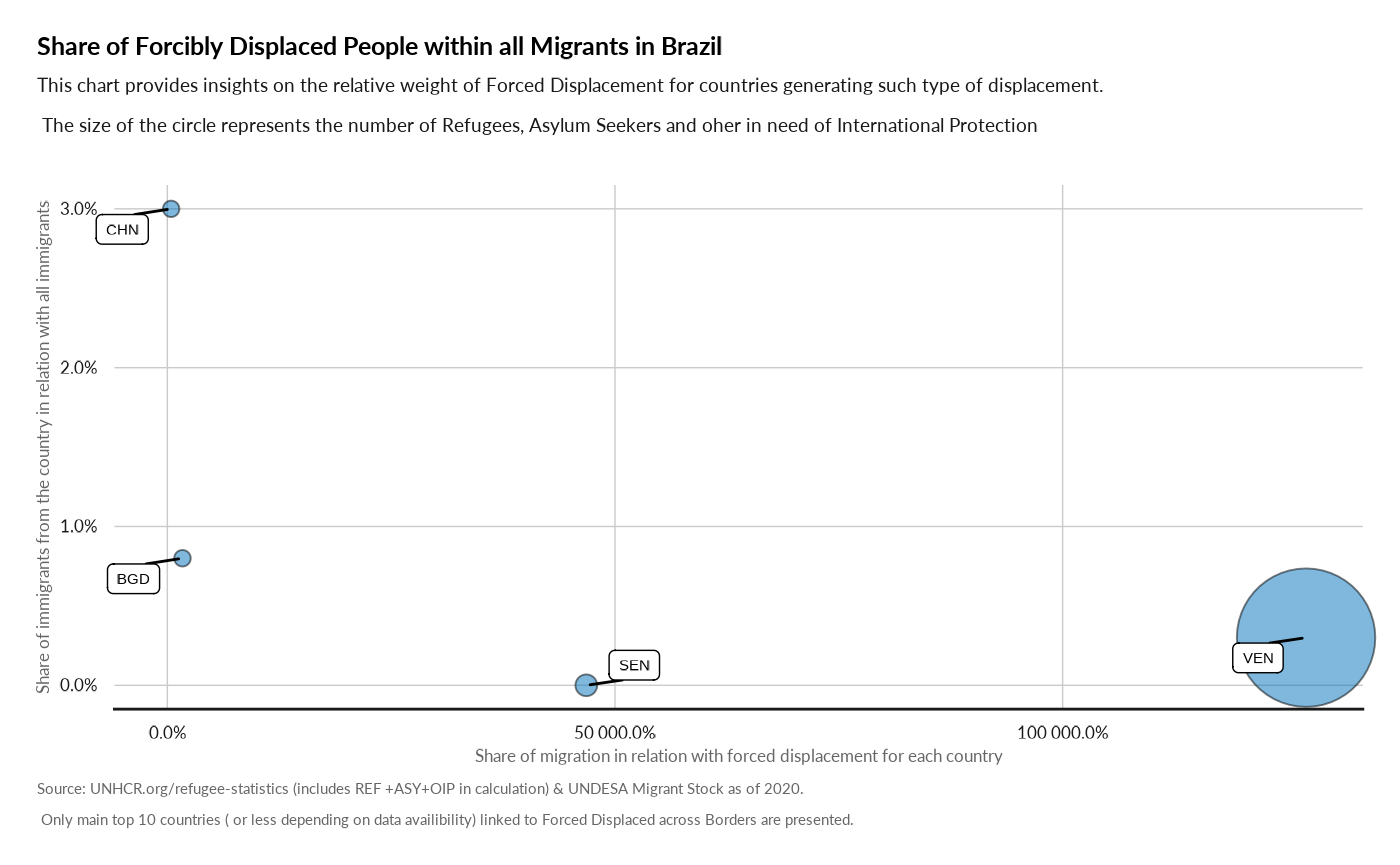 Share of Forcibly Displaced People within all Migrants in Brazil
This chart provides insights on the relative weight of Forced Displacement for countries generating such type of displacement.
The size of the circle represents the number of Refugees, Asylum Seekers and oher in need of International Protection
Share of immigrants from the country in relation with all immigrants
3.0%
CHN
2.0%
1.0%
BGD
SEN
VEN
0.0%
0.0%
50 000.0%
100 000.0%
Share of migration in relation with forced displacement for each country
Source: UNHCR.org/refugee-statistics (includes REF +ASY+OIP in calculation) & UNDESA Migrant Stock as of 2020.
Only main top 10 countries ( or less depending on data availibility) linked to Forced Displaced across Borders are presented.